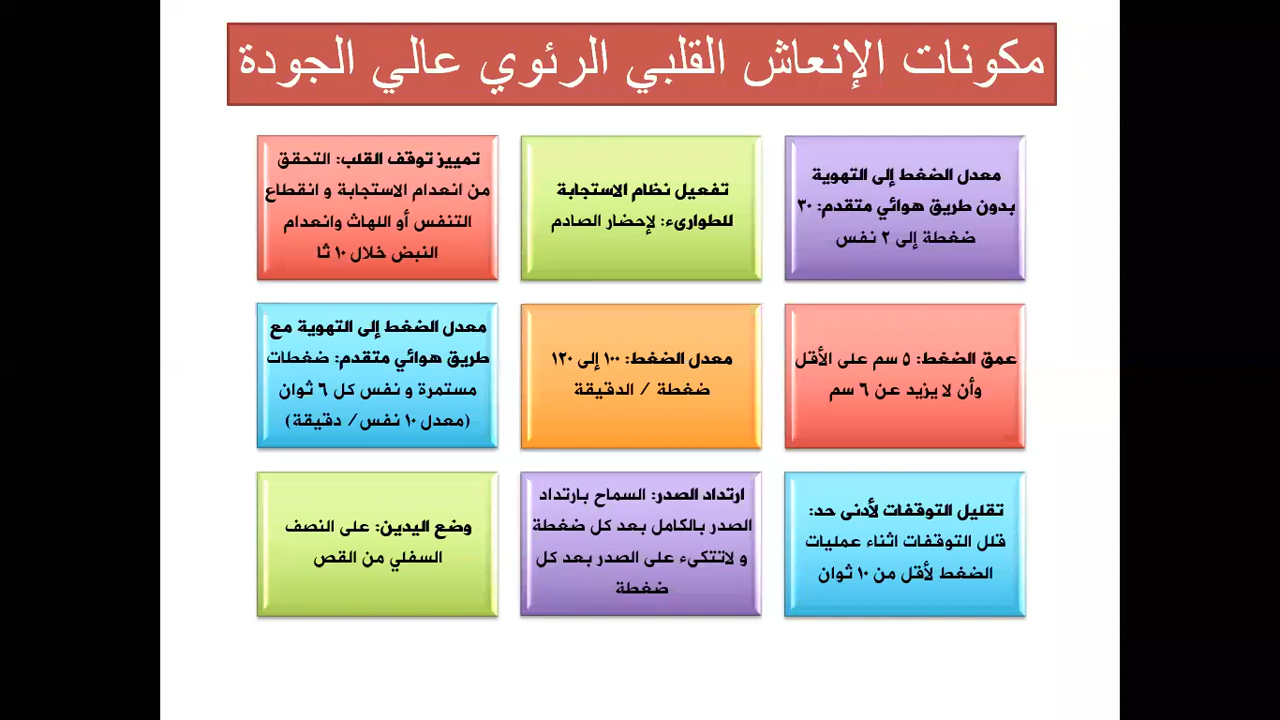 مكونات الإنعاش القلبي الرئوي عالي الجودة
تمييز توقف القلب: التحقق
من انعدام الاستجابة و انقطاع
التنفس أو اللهاث وانعدام
النبض خلال ١٠ ثا
تفعيل نظام الاستجابة
للطوارىء: لإحضار الصادم
معدل الضغط إلى التهوية
بدون طريق هوائي متقدم: ٣٠
ضغطة إلى ٢ نفس
معدل الضغط إلى التهوية مع
طريق هوائي متقدم: ضغطات
مستمرة و نفس كل ٦ ثوان
(معدل ١٠ نفس/ دقيقة)
معدل الضغط: ١٠٠ إلى ١٢٠
ضغطة / الدقيقة
عمق الضغط: ٥ سم على الأقل
وأن لا يزيد عن ٦ سم
وضع اليدين: على النصف
السفلي من القص
ارتداد الصدر: السماح بارتداد
الصدر بالكامل بعد كل ضغطة
و لاتتكىء على الصدر بعد كل
ضغطة
تقليل التوقفات لأدنى حد:
قلل التوقفات اثناء عمليات
الضغط لأقل من ١٠ ثوان